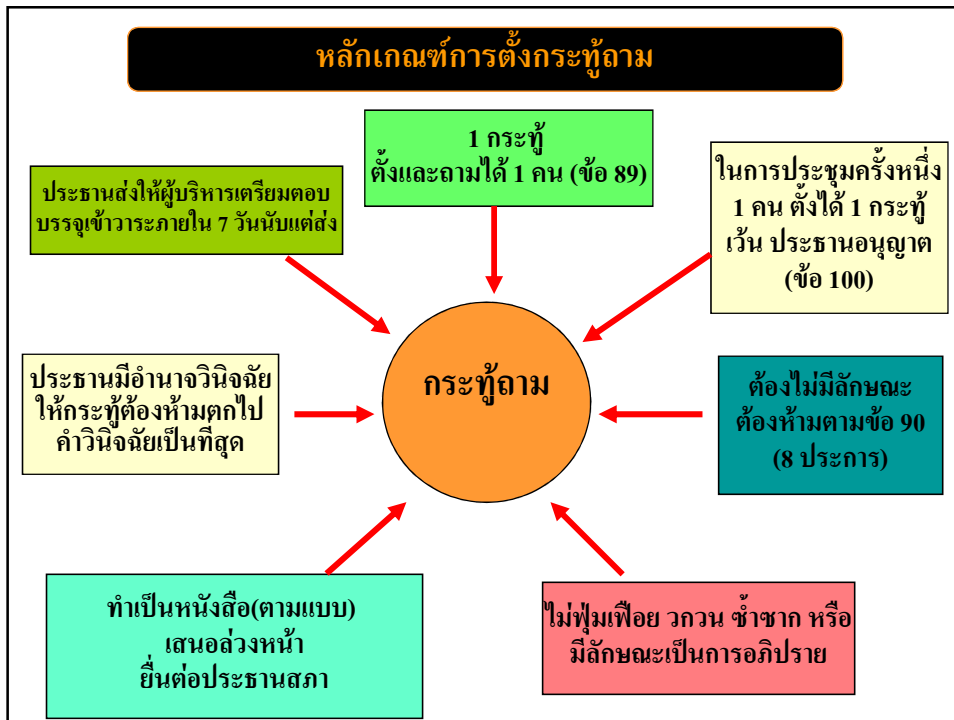 หลักเกณฑ์การตั้งกระทู้ถาม
1 กระทู้
ตั้งและถามได้ 1 คน (ข้อ 89)
ประธานส่งให้ผู้บริหารเตรียมตอบ
บรรจุเข้าวาระภายใน 7 วันนับแต่ส่ง
ในการประชุมครั้งหนึ่ง
1 คน ตั้งได้ 1 กระทู้
เว้น ประธานอนุญาต
(ข้อ 100)
กระทู้ถาม
ประธานมีอำนาจวินิจฉัย
ให้กระทู้ต้องห้ามตกไป
คำวินิจฉัยเป็นที่สุด
ต้องไม่มีลักษณะ
ต้องห้ามตามข้อ 90
(8 ประการ)
ทำเป็นหนังสือ(ตามแบบ)
เสนอล่วงหน้า
ยื่นต่อประธานสภา
ไม่ฟุ่มเฟือย วกวน ซ้ำซาก หรือ
มีลักษณะเป็นการอภิปราย